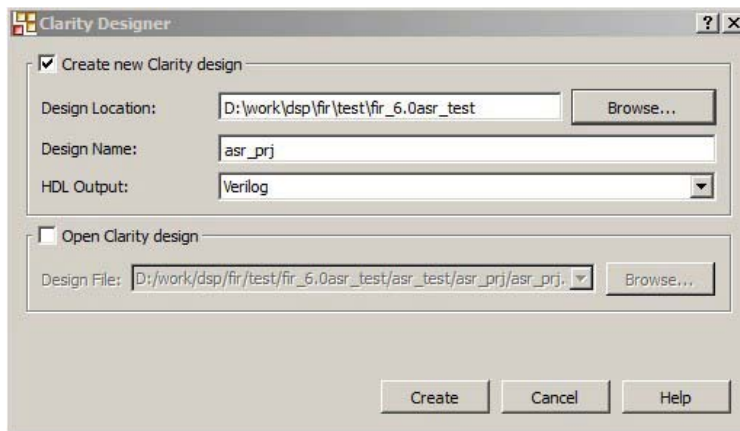 Clarity Designer
Create new Clarity design
Design Location: D:\work\dsp\fir\test\fir_6.0asr_test Browse...
Design Name: asr_prj
HDL Output: Verilog
Open Clarity design
Design File: D:/work/dsp/fir/test/fir_6.0asr_test/asr_test/asr_prj/asr_prj. Browse...
Create Cancel Help